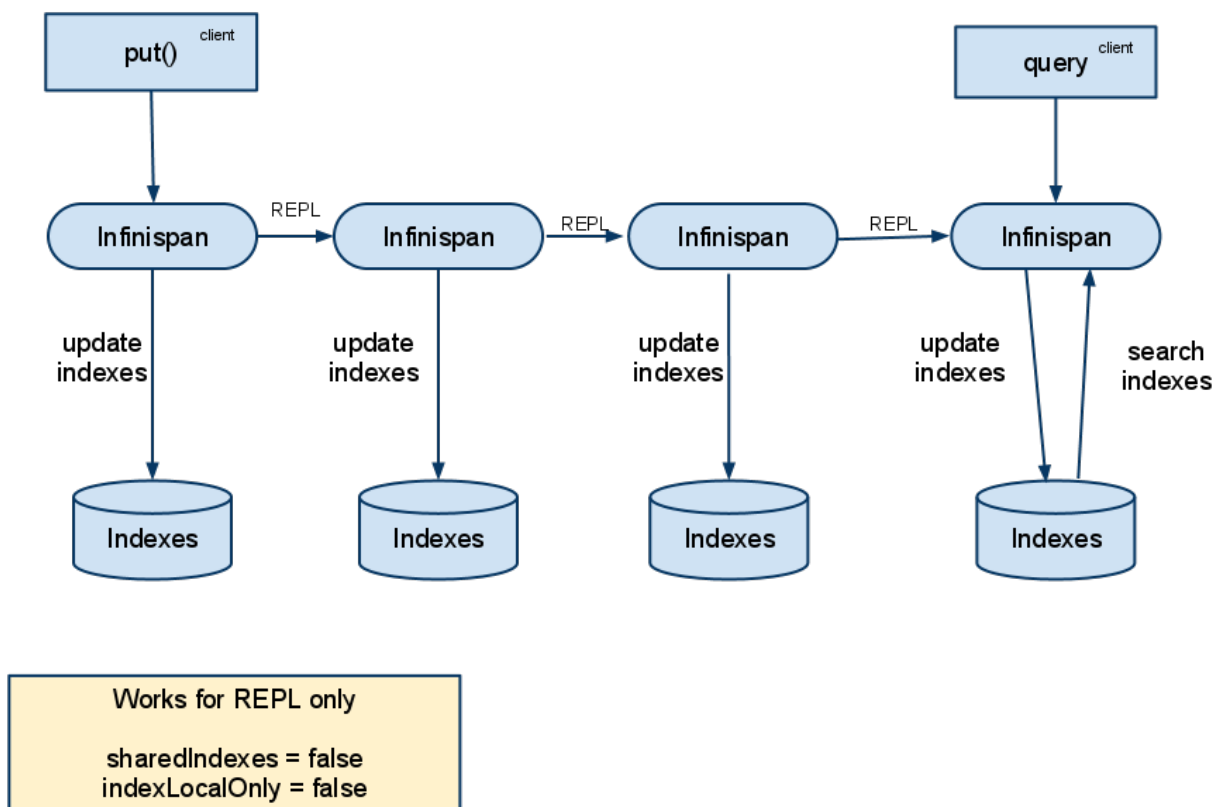 put()
client
query
client
Infinispan
REPL
Infinispan
REPL
Infinispan
REPL
Infinispan
update
indexes
update
indexes
update
indexes
update
indexes
search
indexes
Indexes
Indexes
Indexes
Indexes
Works for REPL only
sharedIndexes = false
indexLocalOnly = false